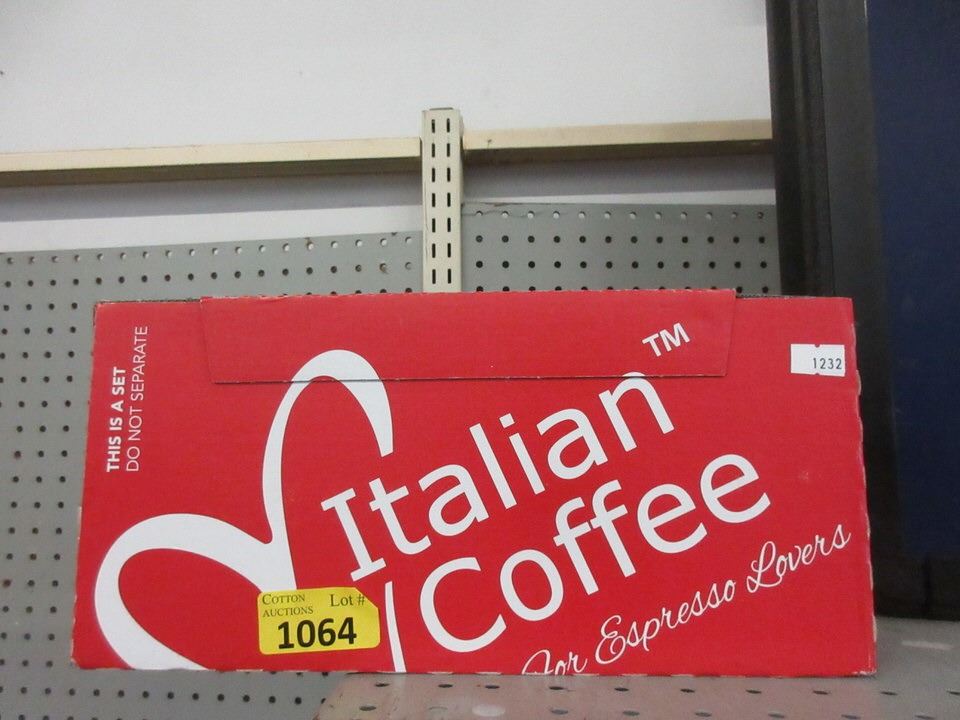 THIS IS A SET
DO NOT SEPARATE
TM
1232
Italian
Coffee
for Espresso Lovers
COTTON
AUCTIONS
Lot #
1064